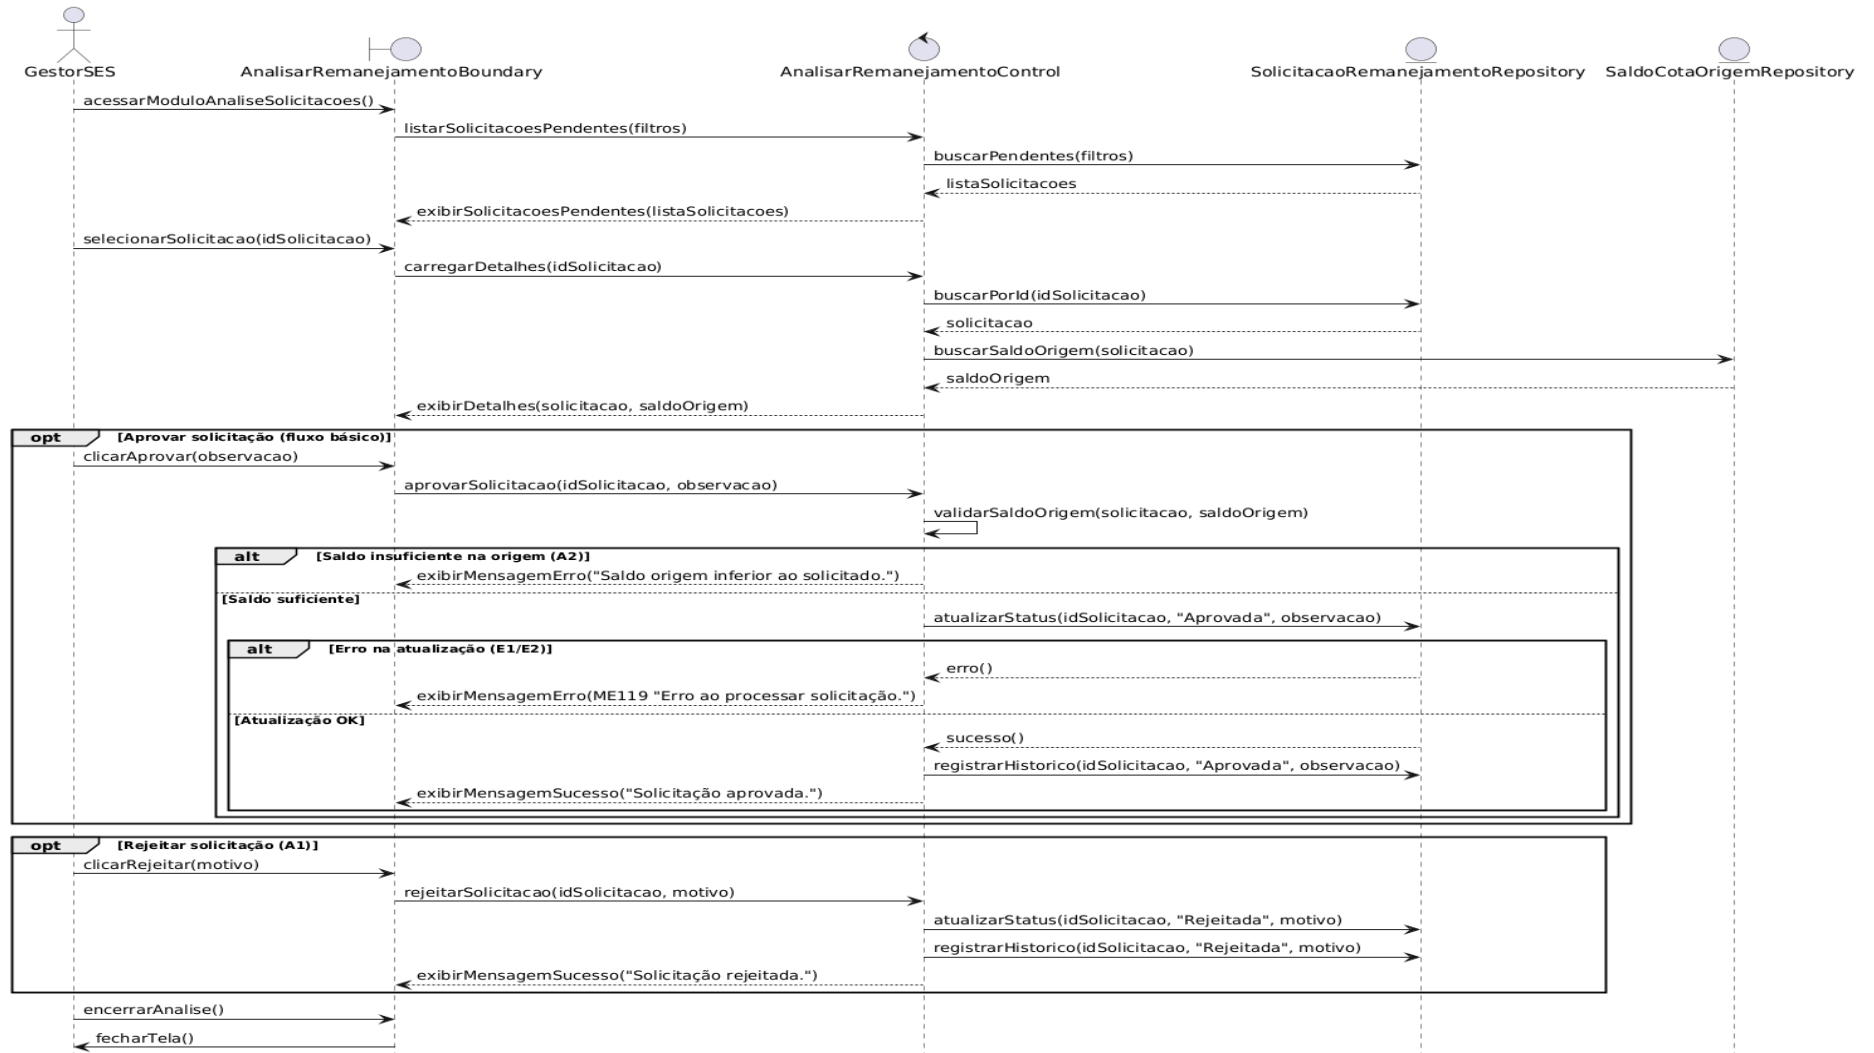 GestorSES
AnalisarRemanejamentoBoundary
AnalisarRemanejamentoControl
SolicitacaoRemanejamentoRepository
SaldoCotaOrigemRepository
acessarModuloAnaliseSolicitacoes()
listarSolicitacoesPendentes(filtros)
buscarPendentes(filtros)
listaSolicitacoes
exibirSolicitacoesPendentes(listaSolicitacoes)
selecionarSolicitacao(idSolicitacao)
carregarDetalhes(idSolicitacao)
buscarPorId(idSolicitacao)
solicitacao
buscarSaldoOrigem(solicitacao)
saldoOrigem
exibirDetalhes(solicitacao, saldoOrigem)
opt [Aprovar solicitação (fluxo básico)]
clicarAprovar(observacao)
aprovarSolicitacao(idSolicitacao, observacao)
validarSaldoOrigem(solicitacao, saldoOrigem)
alt [Saldo insuficiente na origem (A2)]
exibirMensagemErro("Saldo origem inferior ao solicitado.")
[Saldo suficiente]
atualizarStatus(idSolicitacao, "Aprovada", observacao)
alt [Erro na atualização (E1/E2)]
erro()
exibirMensagemErro(ME119 "Erro ao processar solicitação.")
[Atualização OK]
sucesso()
registrarHistorico(idSolicitacao, "Aprovada", observacao)
exibirMensagemSucesso("Solicitação aprovada.")
opt [Rejeitar solicitação (A1)]
clicarRejeitar(motivo)
rejeitarSolicitacao(idSolicitacao, motivo)
atualizarStatus(idSolicitacao, "Rejeitada", motivo)
registrarHistorico(idSolicitacao, "Rejeitada", motivo)
exibirMensagemSucesso("Solicitação rejeitada.")
encerrarAnalise()
fecharTela()